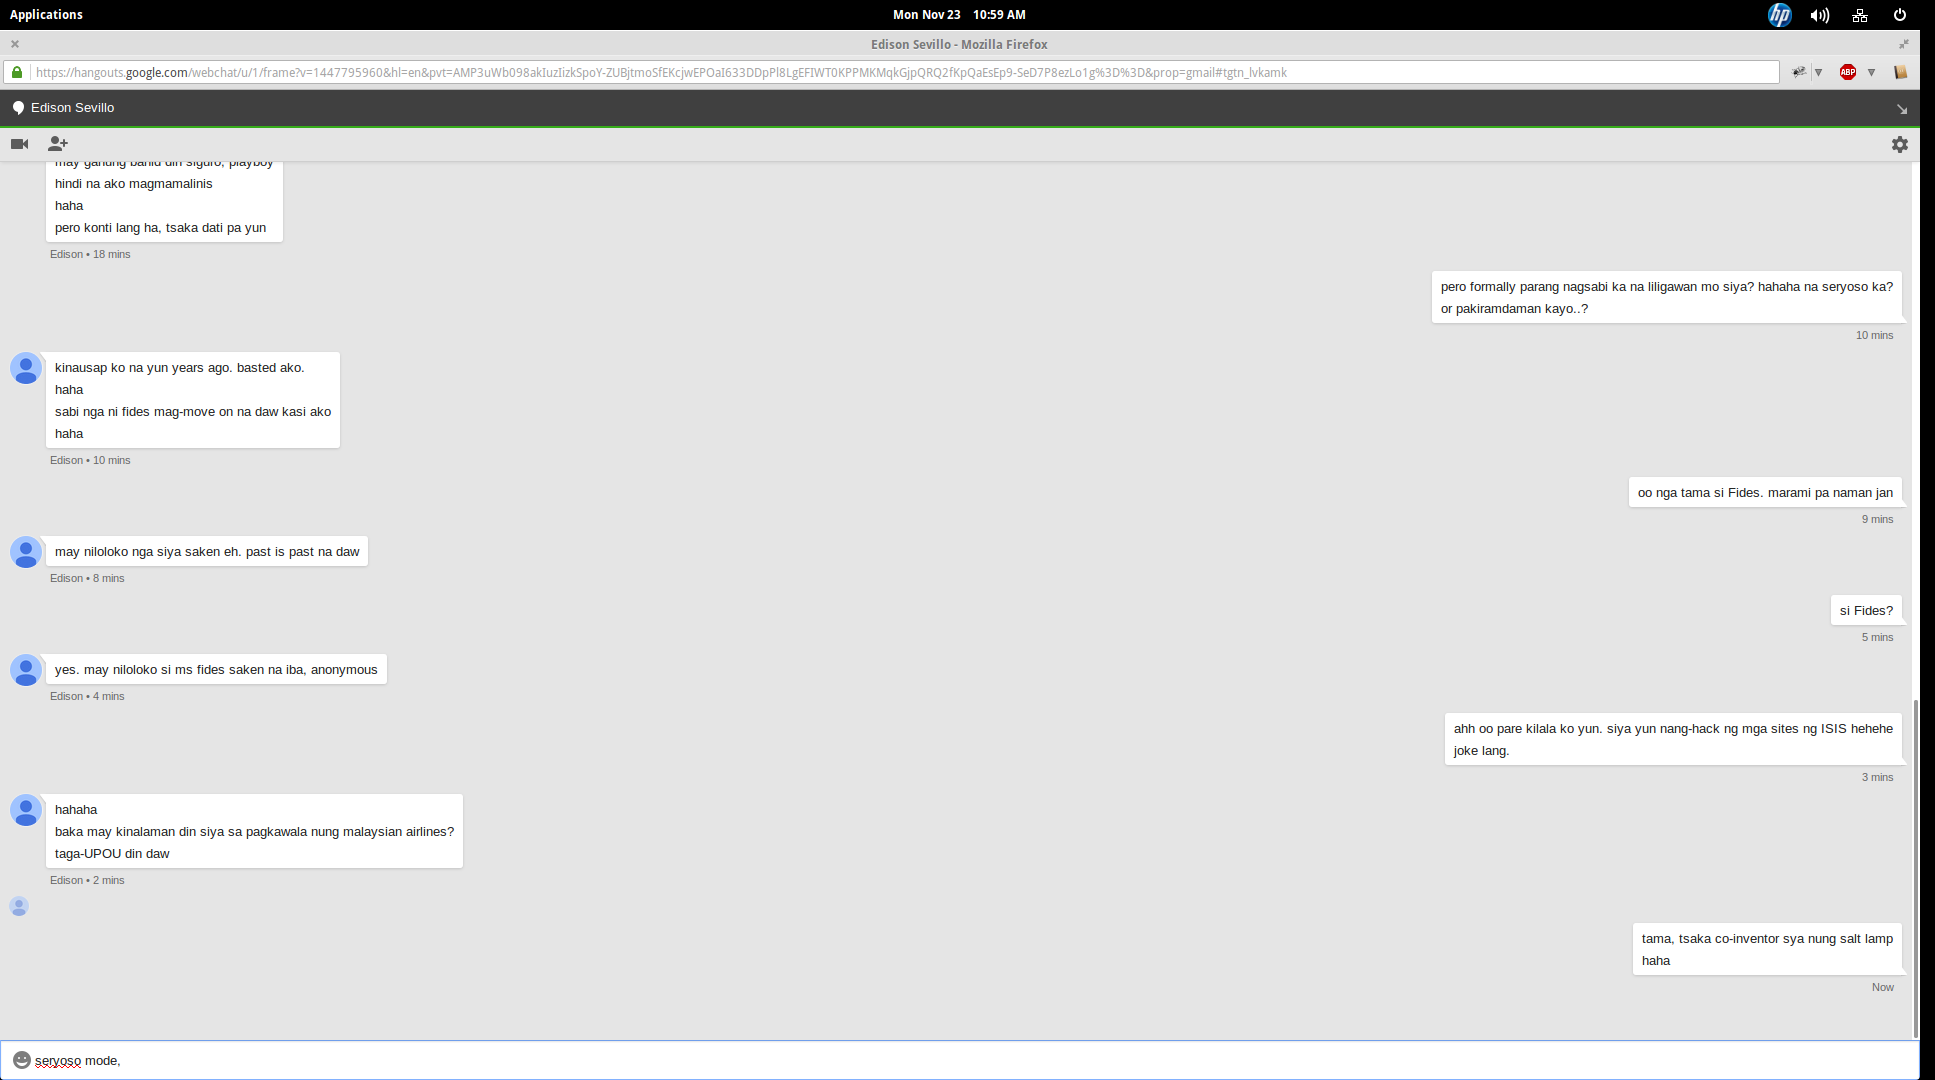 Applications
Mon Nov 23 10:59 AM
hp
Edison Sevillo - Mozilla Firefox
https://hangouts.google.com/webchat/u/1/frame?v=1447795960&hl=en&pvt=AMP3uWb098akIuzIizkSpoY-ZUBjtmoSfEKcjwEPOaI633DDpPl8LgEFIWT0KPPMKMqkGjpQRQ2fKpQaEsEp9-SeD7P8ezLo1g%3D%3D&prop=gmail#tgtn_lvkamk
ABP
Edison Sevillo
may ganung banid din siguro, playboy
hindi na ako magmamalinis
haha
pero konti lang ha, tsaka dati pa yun
Edison • 18 mins
pero formally parang nagsabi ka na liligawan mo siya? hahaha na seryoso ka?
or pakiramdaman kayo..?
10 mins
kinausap ko na yun years ago. basted ako.
haha
sabi nga ni fides mag-move on na daw kasi ako
haha
Edison • 10 mins
oo nga tama si Fides. marami pa naman jan
9 mins
may niloloko nga siya saken eh. past is past na daw
Edison • 8 mins
si Fides?
5 mins
yes. may niloloko si ms fides saken na iba, anonymous
Edison • 4 mins
ahh oo pare kilala ko yun. siya yun nang-hack ng mga sites ng ISIS hehehe
joke lang.
3 mins
hahaha
baka may kinalaman din siya sa pagkawala nung malaysian airlines?
taga-UPOU din daw
Edison • 2 mins
tama, tsaka co-inventor sya nung salt lamp
haha
Now
seryoso mode,